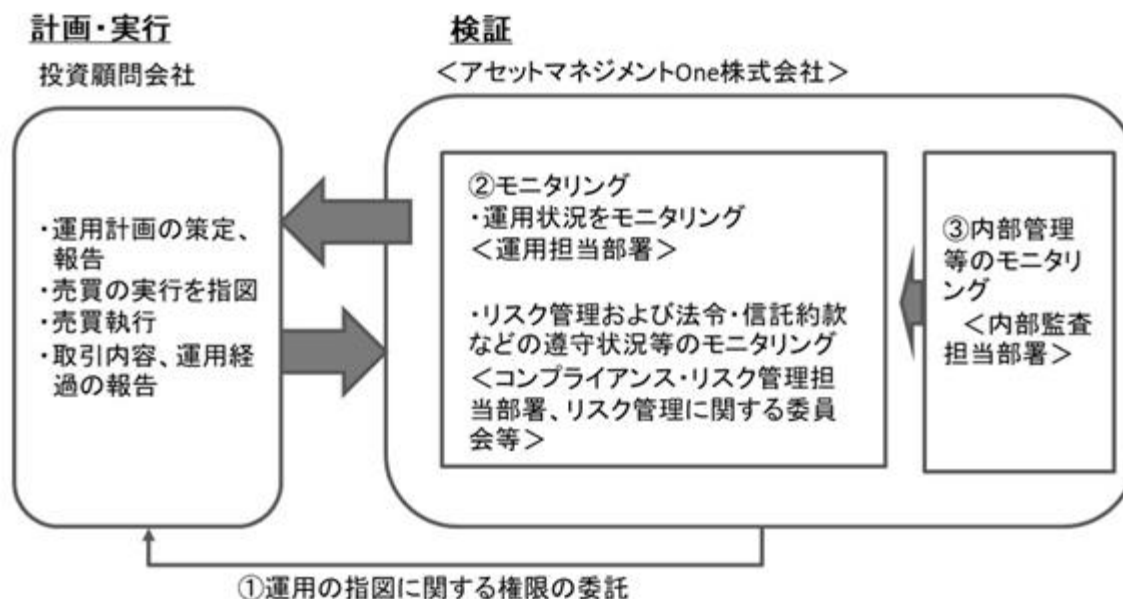 計画・実行
投資顧問会社
・運用計画の策定、
報告
・売買の実行を指図
・売買執行
・取引内容、運用経
過の報告
検証
＜アセットマネジメントOne株式会社＞
②モニタリング
・運用状況をモニタリング
＜運用担当部署＞
・リスク管理および法令・信託約款
などの遵守状況等のモニタリング
＜コンプライアンス・リスク管理担
当部署、リスク管理に関する委員
会等＞
③内部管理
等のモニタリ
ング
＜内部監査
担当部署＞
①運用の指図に関する権限の委託